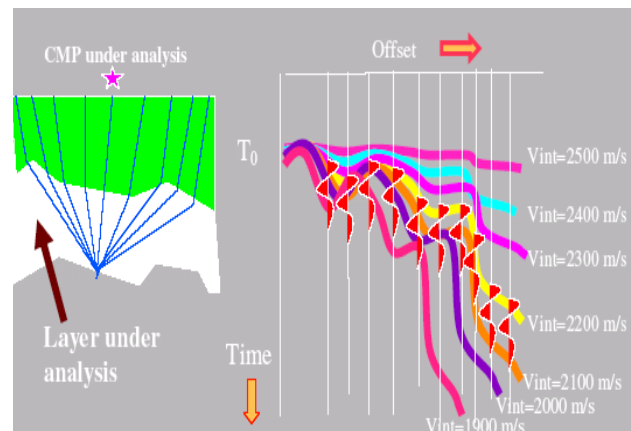 CMP under analysis
Offset
T0
Vint=2500 m/s
Vint=2400 m/s
Vint=2300 m/s
Vint=2200 m/s
Vint=2100 m/s
Vint=2000 m/s
Vint=1900 m/s
Layer under
analysis
Time